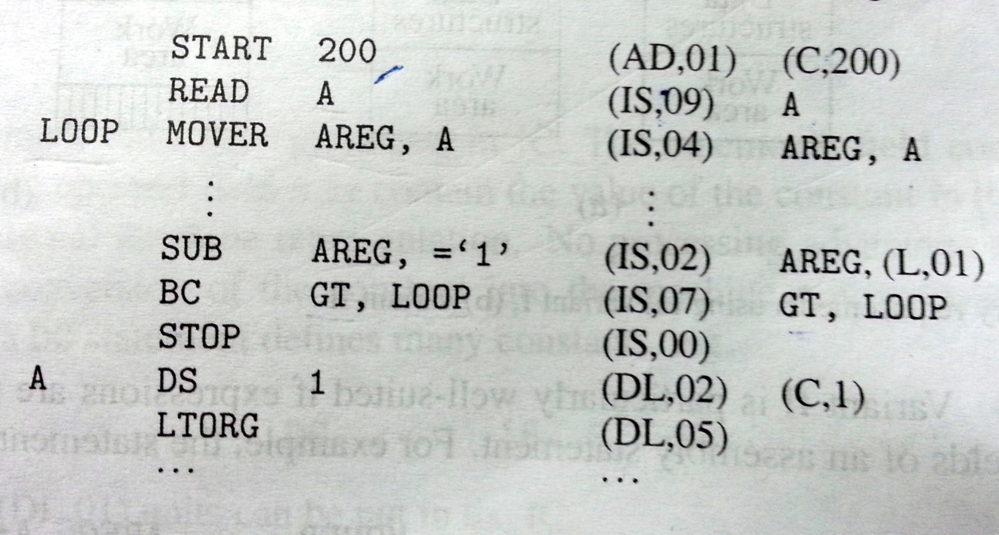 START 200 (AD,01) (C,200)
READ A (IS,09) A
LOOP MOVER AREG, A (IS,04) AREG, A
⋮ ⋮
SUB AREG, ='1' (IS,02) AREG, (L,01)
BC GT, LOOP (IS,07) GT, LOOP
STOP (IS,00)
A DS 1 (DL,02) (C,1)
LTORG (DL,05)
... ...